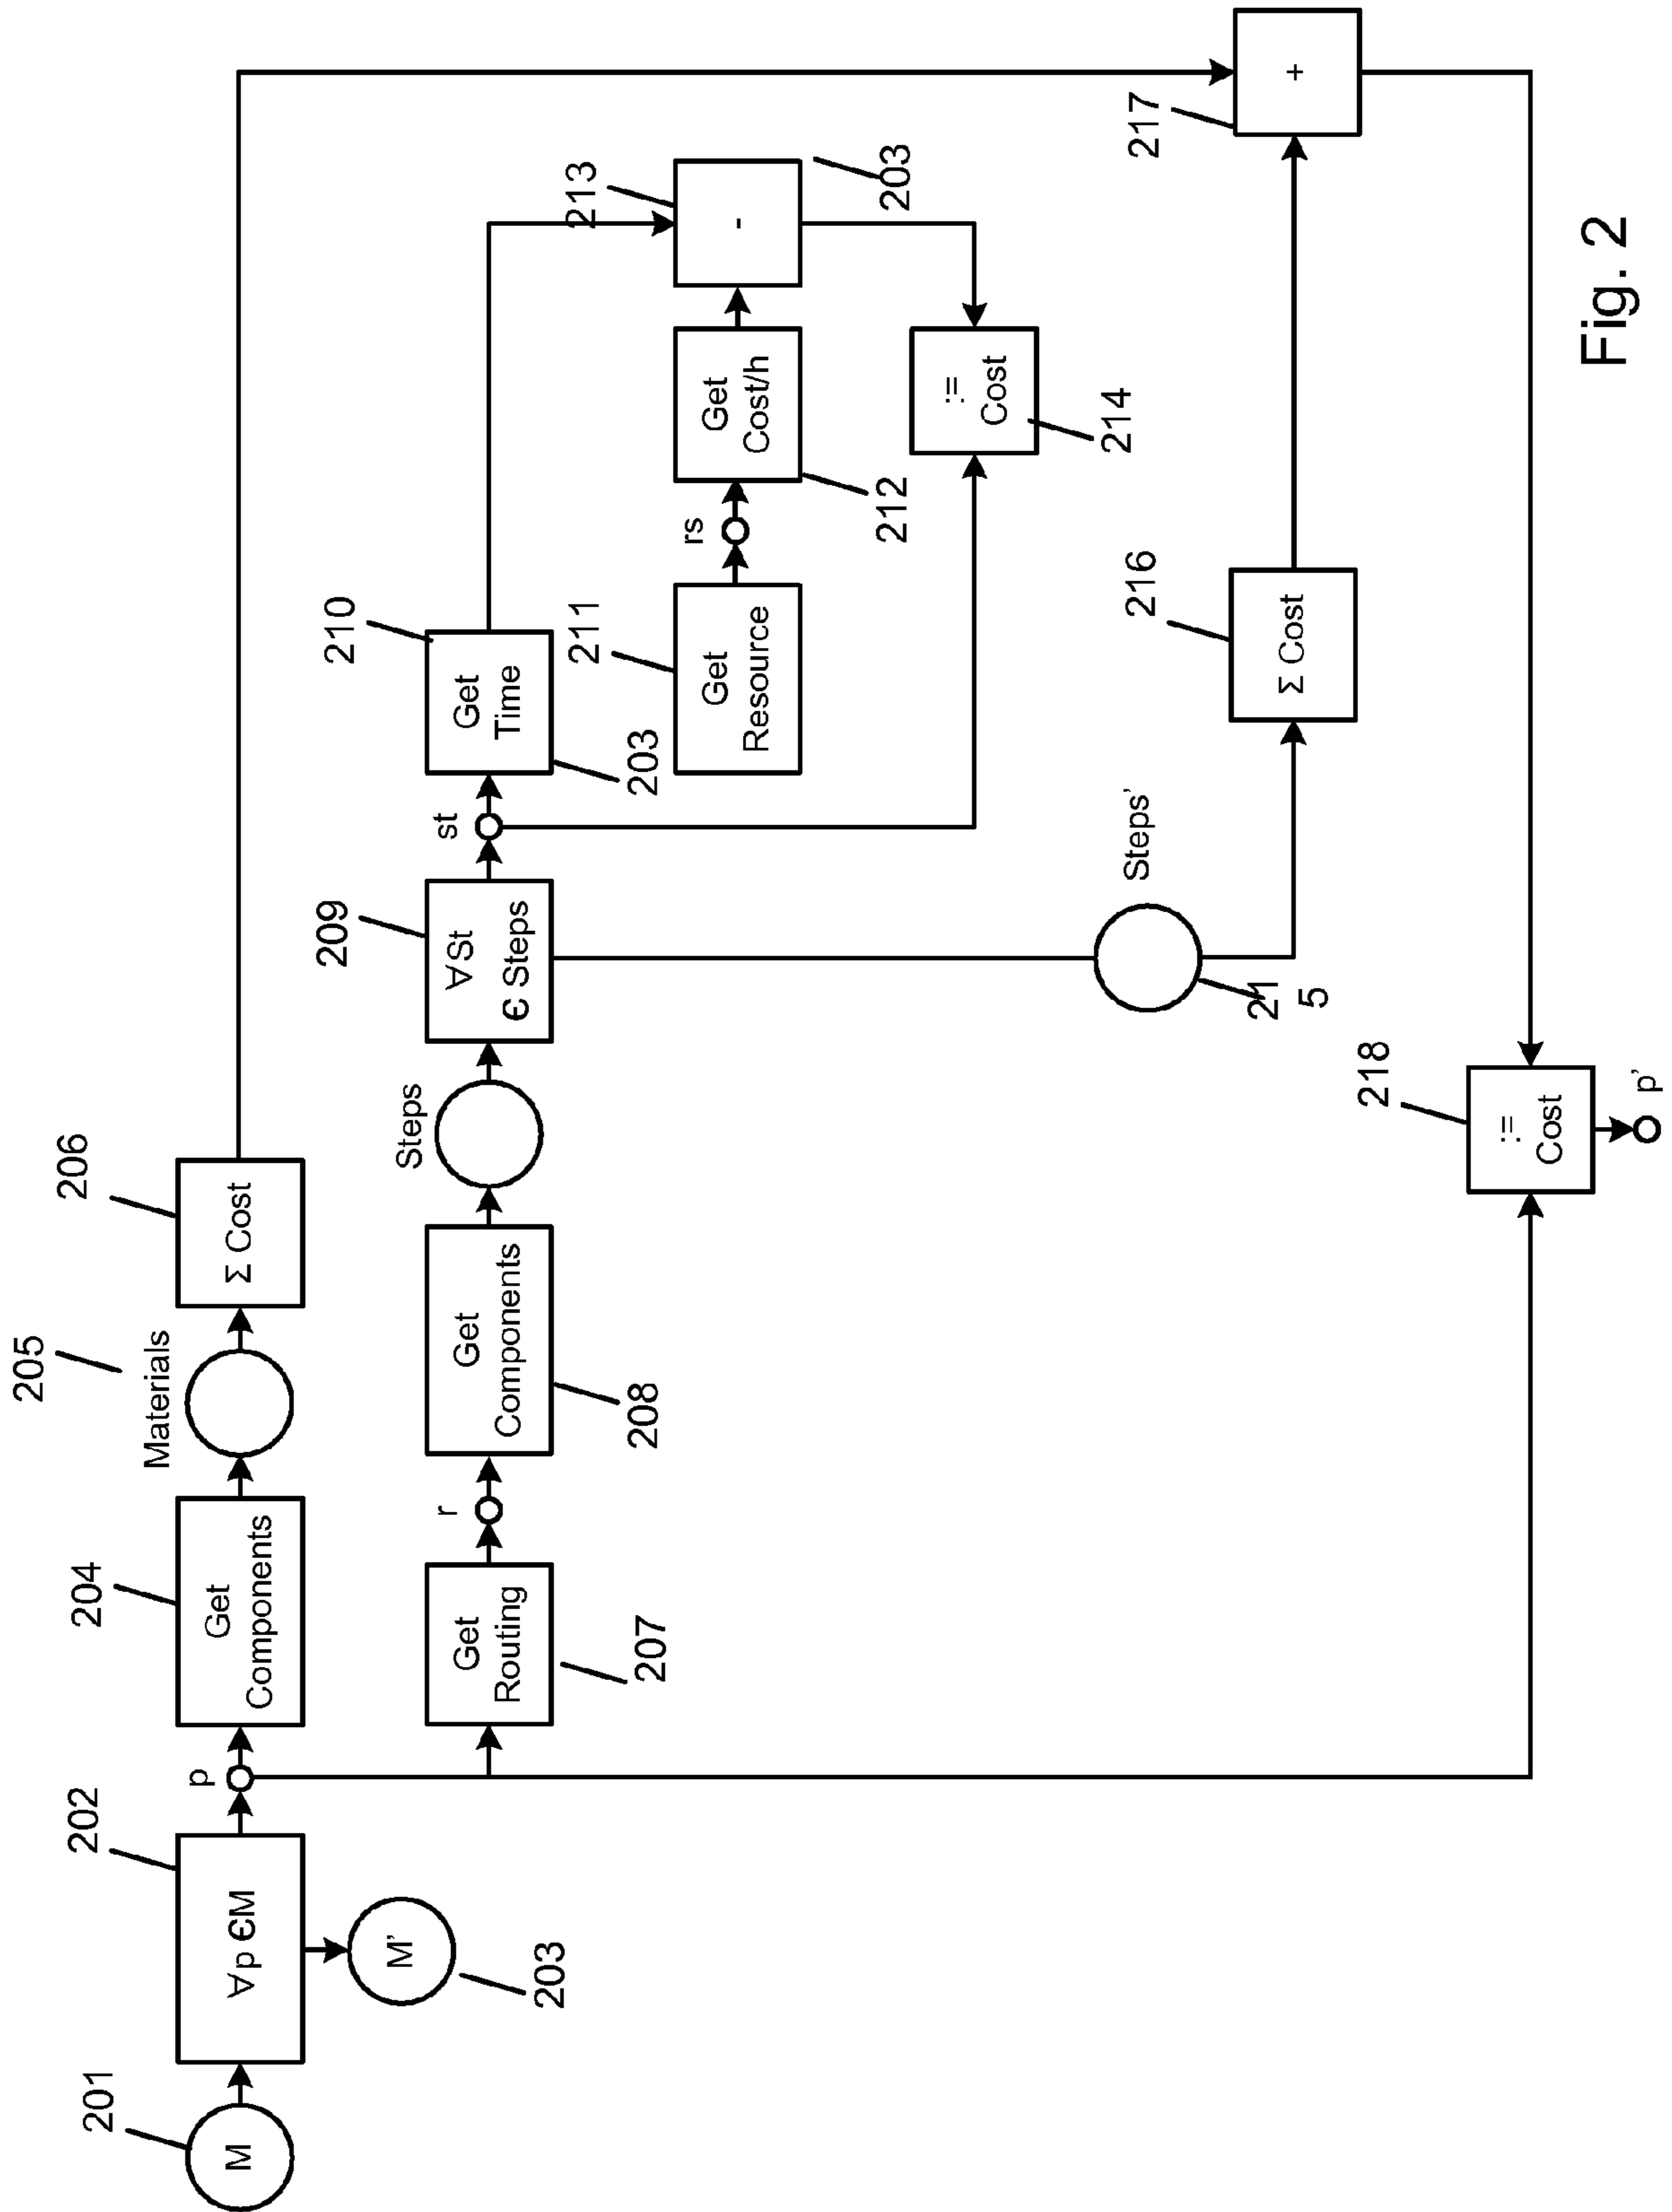 201
M
202
∀p ЄM
M'
203
p
204
Get
Components
205
Materials
206
Σ Cost
207
Get
Routing
r
208
Get
Components
Steps
209
∀St
Є Steps
st
210
Get
Time
203
211
Get
Resource
rs
212
Get
Cost/h
213
-
203
214
:=
Cost
Steps'
21
5
216
Σ Cost
217
+
218
:=
Cost
p'
Fig. 2